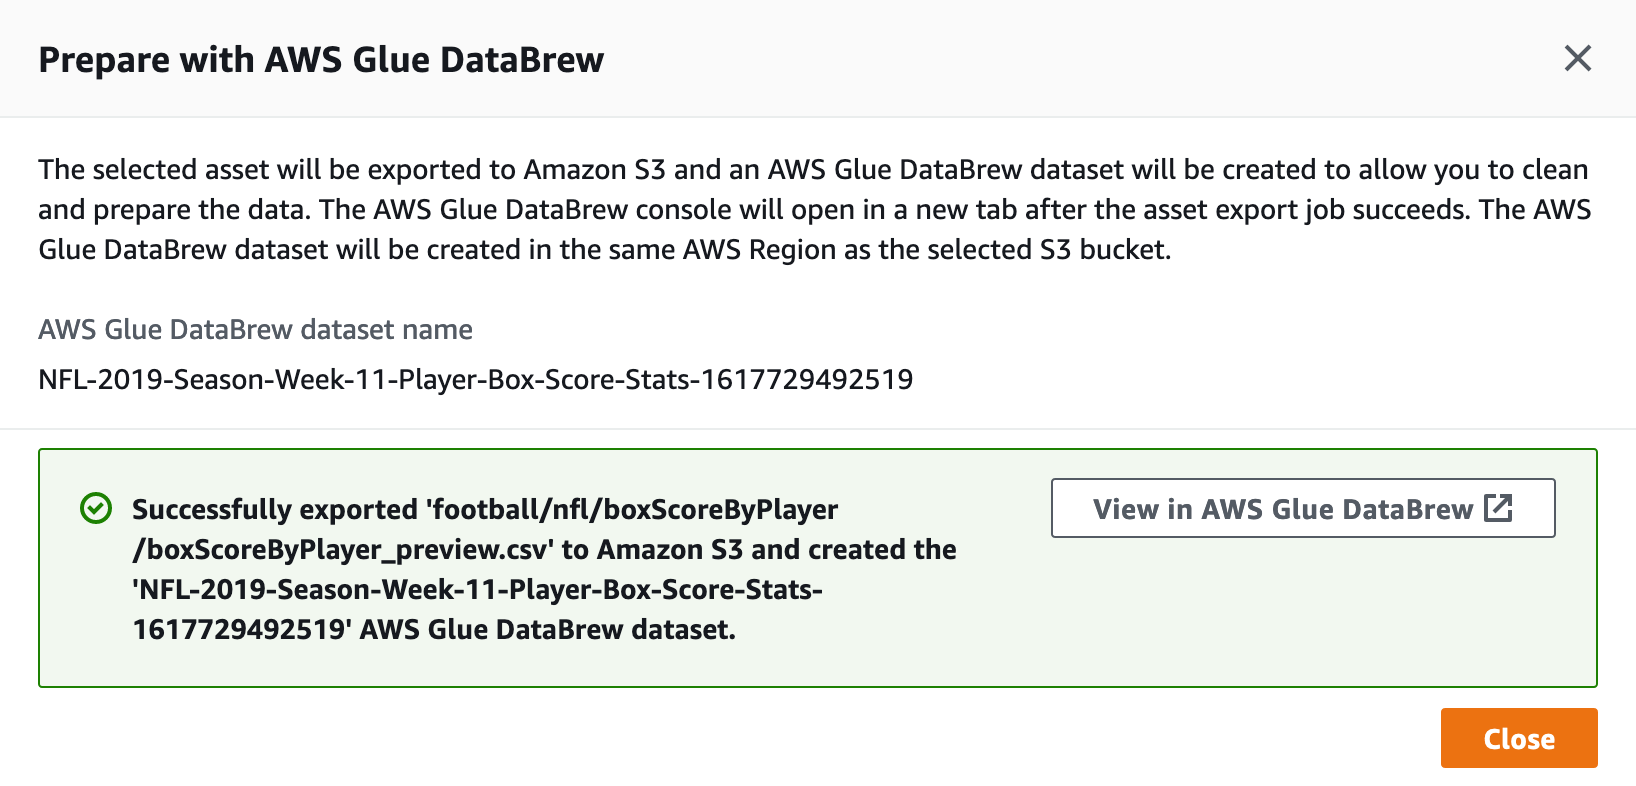 Prepare with AWS Glue DataBrew
The selected asset will be exported to Amazon S3 and an AWS Glue DataBrew dataset will be created to allow you to clean
and prepare the data. The AWS Glue DataBrew console will open in a new tab after the asset export job succeeds. The AWS
Glue DataBrew dataset will be created in the same AWS Region as the selected S3 bucket.
AWS Glue DataBrew dataset name
NFL-2019-Season-Week-11-Player-Box-Score-Stats-1617729492519
Successfully exported 'football/nfl/boxScoreByPlayer
/boxScoreByPlayer_preview.csv' to Amazon S3 and created the
'NFL-2019-Season-Week-11-Player-Box-Score-Stats-
1617729492519' AWS Glue DataBrew dataset.
View in AWS Glue DataBrew
Close